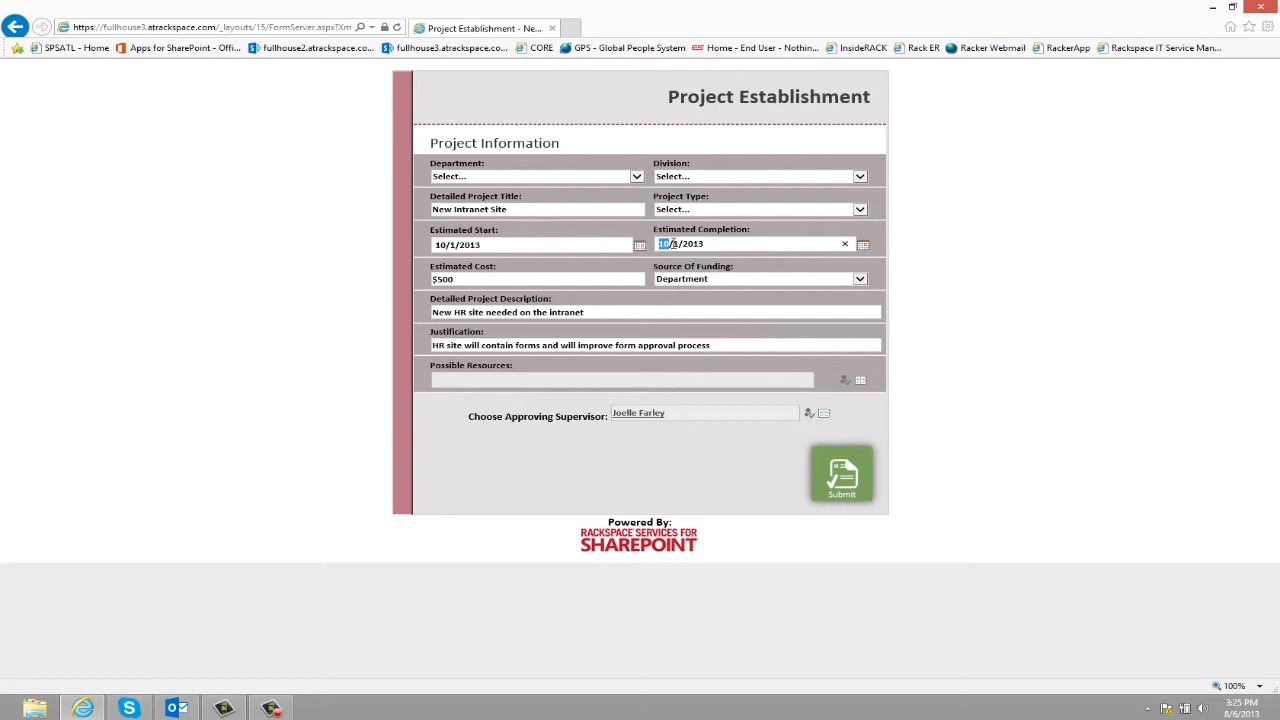 https://fullhouse3.atrackspace.com/_layouts/15/FormServer.aspx?Xm
Project Establishment - Ne...
SPSATL - Home
Apps for SharePoint - Offi...
fullhouse2.atrackspace.co...
fullhouse3.atrackspace.co...
CORE
GPS - Global People System
Home - End User - Nothin...
InsideRACK
Rack ER
Racker Webmail
RackerApp
Rackspace IT Service Man...
Project Establishment
Project Information
Department:
Select...
Division:
Select...
Detailed Project Title:
New Intranet Site
Project Type:
Select...
Estimated Start:
10/1/2013
Estimated Completion:
10/1/2013
Estimated Cost:
$500
Source Of Funding:
Department
Detailed Project Description:
New HR site needed on the intranet
Justification:
HR site will contain forms and will improve form approval process
Possible Resources:
Choose Approving Supervisor:
Joelle Farley
Submit
Powered By:
RACKSPACE SERVICES FOR
SHAREPOINT
100%
3:25 PM
8/6/2013